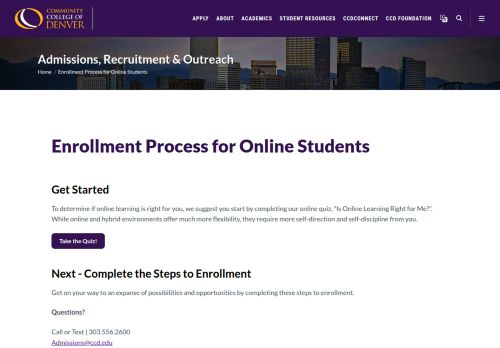 COMMUNITY
COLLEGE OF
DENVER
APPLY ABOUT ACADEMICS STUDENT RESOURCES CCDCONNECT CCD FOUNDATION
Admissions, Recruitment & Outreach
Home / Enrollment Process for Online Students
Enrollment Process for Online Students
Get Started
To determine if online learning is right for you, we suggest you start by completing our online quiz, "Is Online Learning Right for Me?".
While online and hybrid environments offer much more flexibility, they require more self-direction and self-discipline from you.
Take the Quiz!
Next - Complete the Steps to Enrollment
Get on your way to an expanse of possibilities and opportunities by completing these steps to enrollment.
Questions?
Call or Text | 303.556.2600
Admissions@ccd.edu